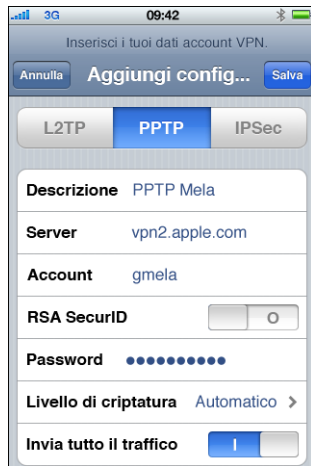 3G 09:42
Inserisci i tuoi dati account VPN.
Annulla Aggiungi config... Salva
L2TP PPTP IPSec
Descrizione PPTP Mela
Server vpn2.apple.com
Account gmela
RSA SecurID O
Password ●●●●●●●●●●
Livello di criptatura Automatico >
Invia tutto il traffico I